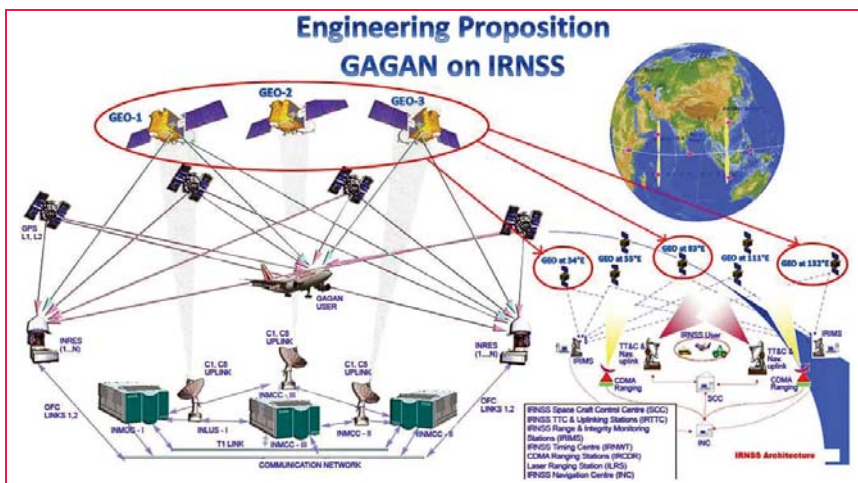 Engineering Proposition
GAGAN on IRNSS
GEO-1
GEO-2
GEO-3
GPS
L1, L2
GAGAN
USER
INRES
(1...N)
INRES
(1....N)
C1, C5
UPLINK
C1, C5
UPLINK
C1, C5
UPLINK
INMCC - III
OFC
LINKS 1,2
OFC
LINKS 1,2
INLUS - I
INMCC - III
INMCC - II
T1 LINK
COMMUNICATION NETWORK
GEO at 34°E
GEO at 55°E
GEO at 83°E
GEO at 111°E
GEO at 132°E
IRIMS
TT&C &
Nav.
uplink
IRNSS User
TT&C &
Nav.
uplink
IRIMS
CDMA
Ranging
CDMA
Ranging
SCC
INC
IRNSS Space Craft Control Centre (SCC)
IRNSS TTC & Uplinking Stations (IRTTC)
IRNSS Range & Integrity Monitoring
Stations (IRIMS)
IRNSS Timing Centre (IRNWT)
CDMA Ranging Stations (IRCDR)
Laser Ranging Station (ILRS)
IRNSS Navigation Centre (INC)
IRNSS Architecture